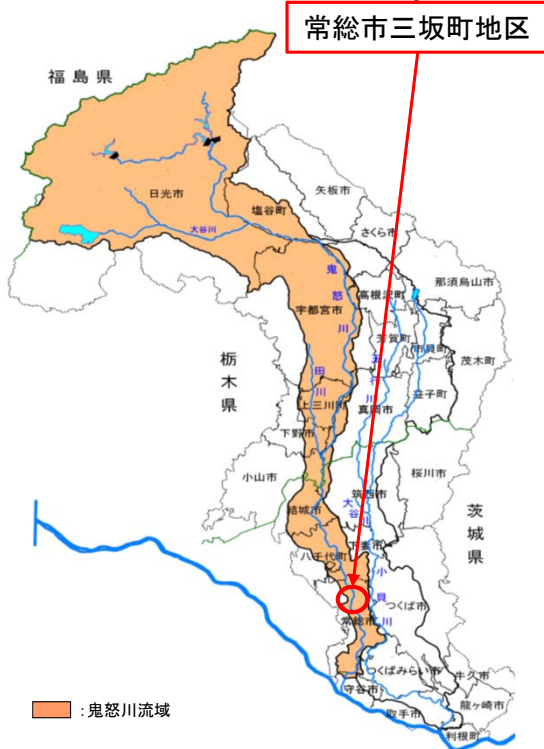 常総市三坂町地区
福島県
日光市
塩谷町
矢板市
さくら市
大谷川
那須烏山市
鬼怒川
高根沢町
宇都宮市
芳賀町
市貝町
茂木町
五行川
栃木県
田川
益子町
上三川町
真岡市
下野市
小山市
桜川市
筑西市
結城市
大谷川
茨城県
下妻市
八千代町
小貝川
つくば市
常総市
つくばみらい市
牛久市
守谷市
龍ヶ崎市
取手市
利根町
:鬼怒川流域